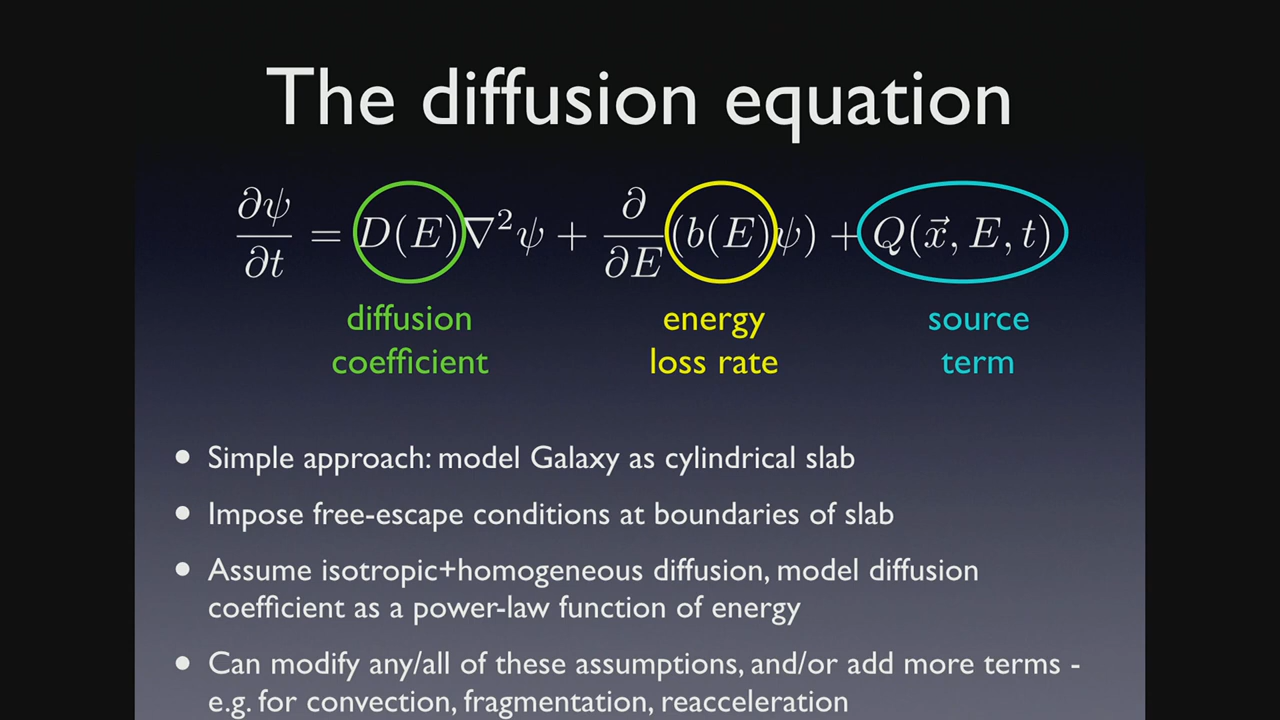 The diffusion equation
∂ψ/∂t = D(E)∇²ψ + ∂/∂E (b(E)ψ) + Q(x⃗, E, t)
diffusion energy source
coefficient loss rate term
• Simple approach: model Galaxy as cylindrical slab
• Impose free-escape conditions at boundaries of slab
• Assume isotropic+homogeneous diffusion, model diffusion
coefficient as a power-law function of energy
• Can modify any/all of these assumptions, and/or add more terms -
e.g. for convection, fragmentation, reacceleration